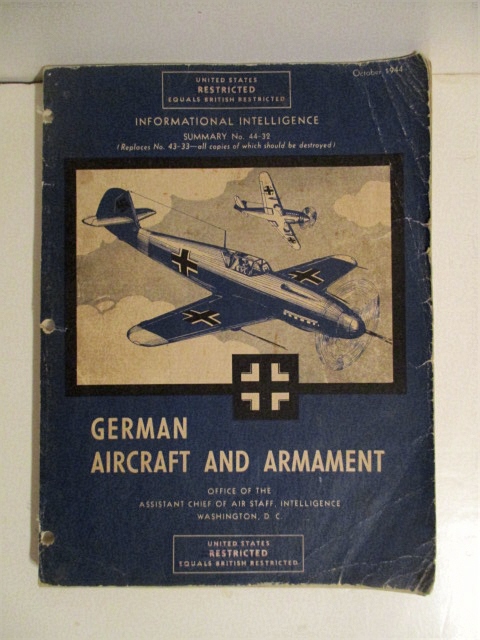 October 1944
UNITED STATES
RESTRICTED
EQUALS BRITISH RESTRICTED
INFORMATIONAL INTELLIGENCE
SUMMARY No. 44-32
(Replaces No. 43-33—all copies of which should be destroyed)
GERMAN
AIRCRAFT AND ARMAMENT
OFFICE OF THE
ASSISTANT CHIEF OF AIR STAFF, INTELLIGENCE
WASHINGTON, D. C.
UNITED STATES
RESTRICTED
EQUALS BRITISH RESTRICTED